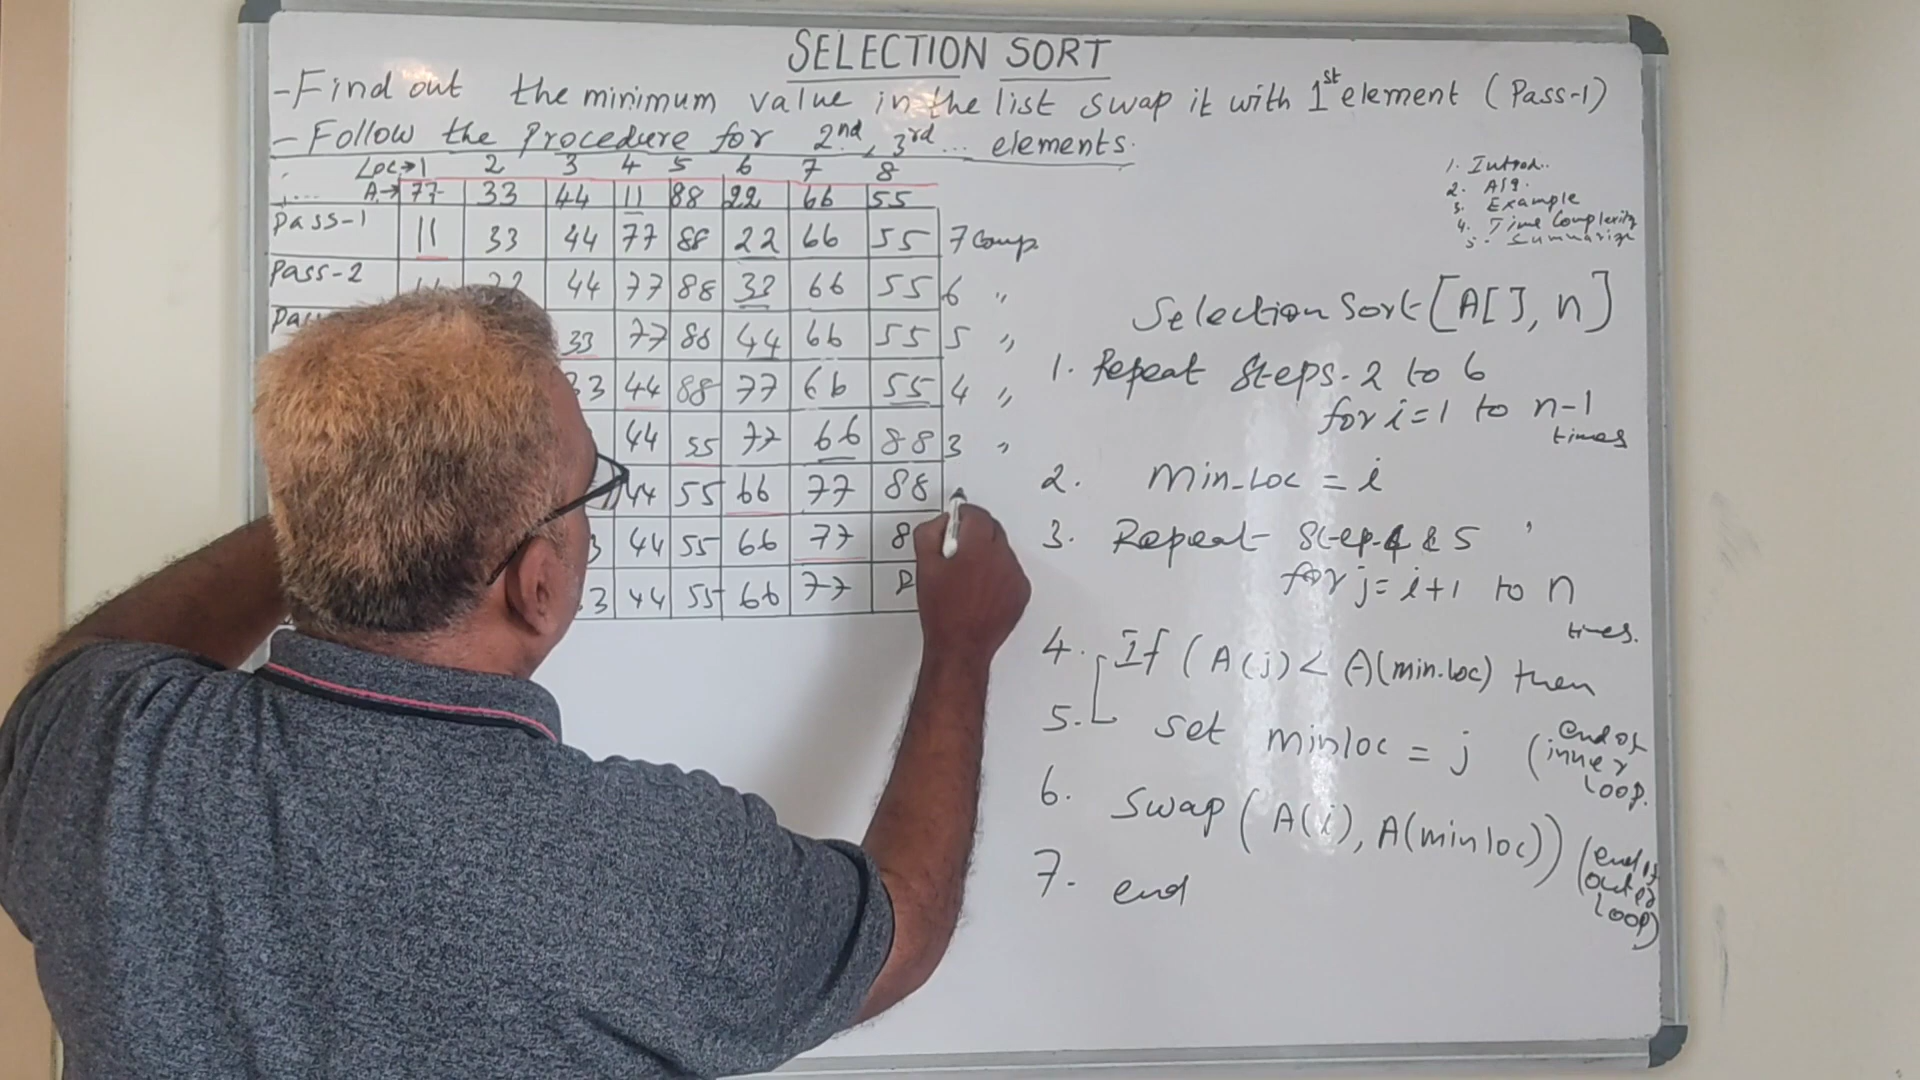 SELECTION SORT
- Find out the minimum value in the list swap it with 1st element (Pass-1)
- Follow the Procedure for 2nd, 3rd... elements.
Loc→1 2 3 4 5 6 7 8
A→ 77 33 44 11 88 22 66 55
Pass-1 11 33 44 77 88 22 66 55 7 Comp.
Pass-2 44 77 88 33 66 55 6 "
33 77 88 44 66 55 5 "
44 88 77 66 55 4 "
44 55 77 66 88 3 "
44 55 66 77 88
44 55 66 77
44 55 66 77
1. Introd..
2. Alg.
3. Example
4. Time Complexity
5. Summarize
Selection Sort [A[], n]
1. Repeat Steps. 2 to 6
for i=1 to n-1
times
2. Min-Loc = i
3. Repeat Step-4 & 5
for j= i+1 to n
times.
4. If (A(j) < A(min.loc) then
5. set minloc = j (end of
inner
loop.
6. Swap (A(i), A(minloc)) (end of
outer
loop)
7. end